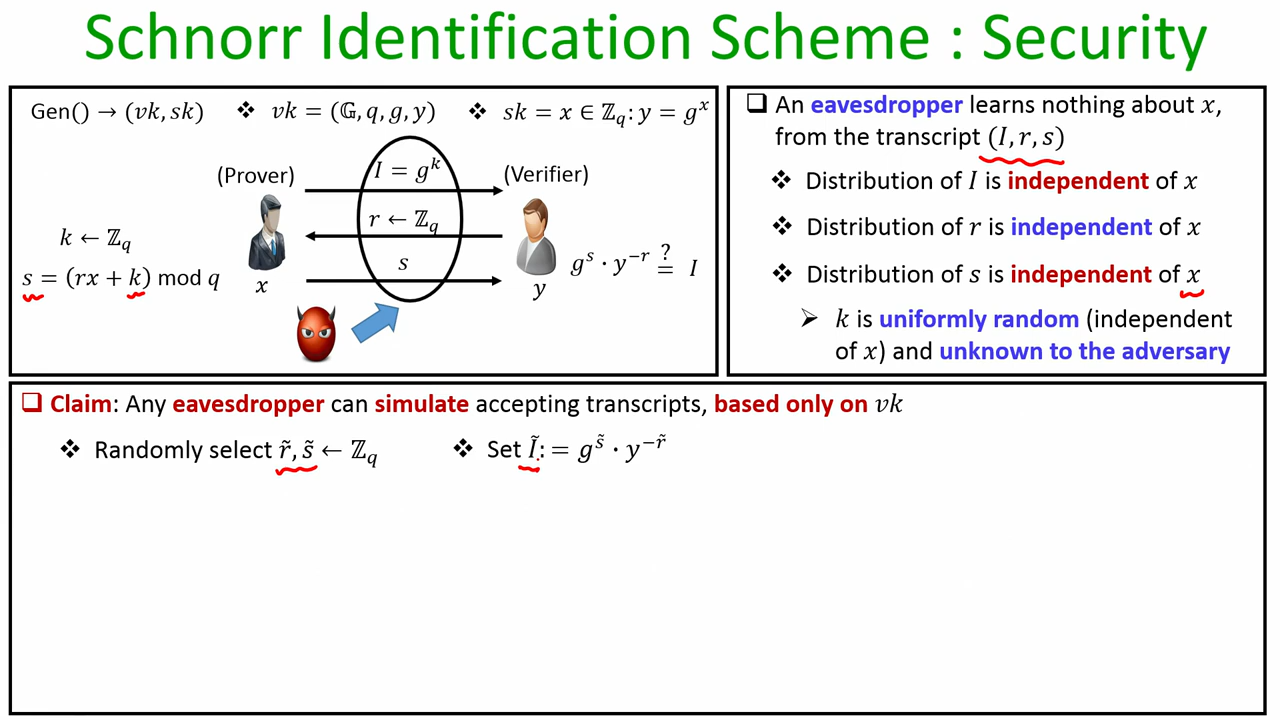 Schnorr Identification Scheme : Security
Gen() → (vk, sk) ❖ vk = (𝔾, q, g, y) ❖ sk = x ∈ ℤ_q: y = g^x
(Prover) I = g^k (Verifier)
r ← ℤ_q
k ← ℤ_q
s g^s · y^{−r} ≟ I
s = (rx + k) mod q
x y
❑ An eavesdropper learns nothing about x,
from the transcript (I, r, s)
❖ Distribution of I is independent of x
❖ Distribution of r is independent of x
❖ Distribution of s is independent of x
➢ k is uniformly random (independent
of x) and unknown to the adversary
❑ Claim: Any eavesdropper can simulate accepting transcripts, based only on vk
❖ Randomly select r̃, s̃ ← ℤ_q ❖ Set Ĩ: = g^s̃ · y^{−r̃}